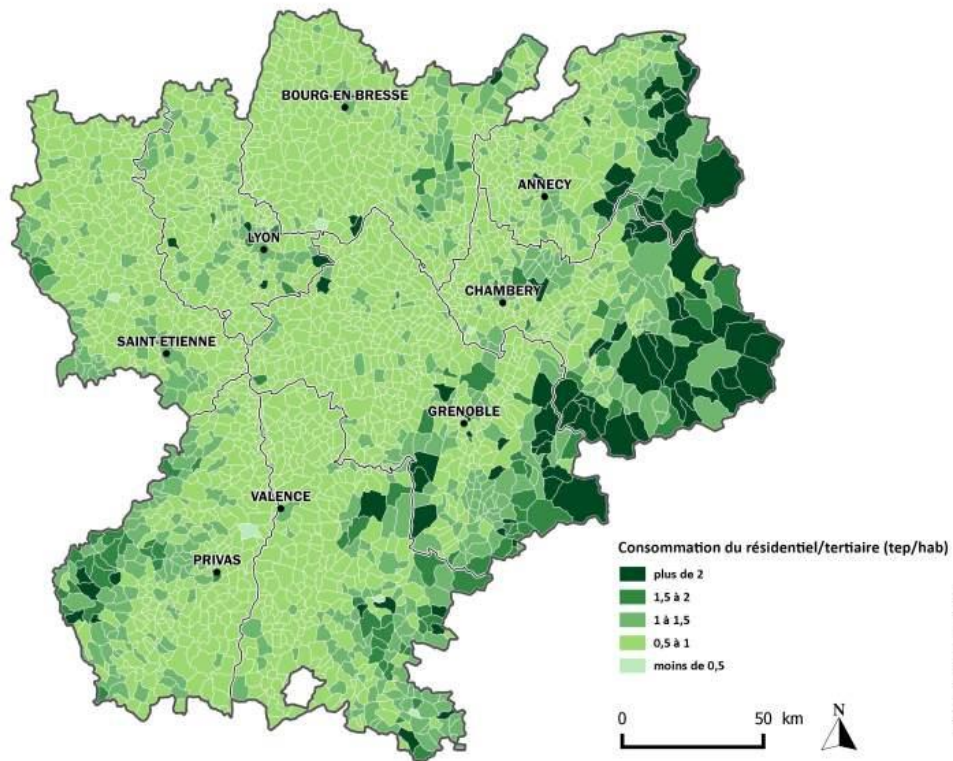 BOURG-EN-BRESSE
ANNECY
LYON
CHAMBERY
SAINT-ETIENNE
GRENOBLE
VALENCE
PRIVAS
Consommation du résidentiel/tertiaire (tep/hab)
plus de 2
1,5 à 2
1 à 1,5
0,5 à 1
moins de 0,5
0 50 km
N